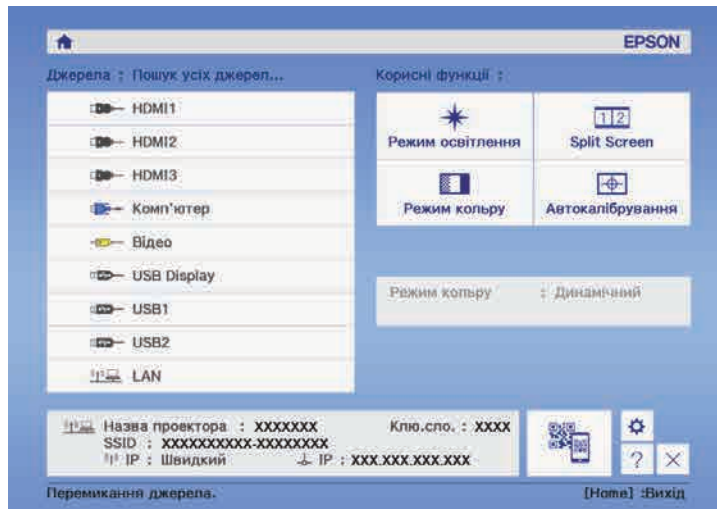 EPSON
Джерела : Пошук усіх джерел...
HDMI1
HDMI2
HDMI3
Комп'ютер
Відео
USB Display
USB1
USB2
LAN
Корисні функції :
Режим освітлення
1 2
Split Screen
Режим кольру
Автокалібрування
Режим кольру : Динамічний
Назва проектора : XXXXXXX Клю.сло. : XXXX
SSID : XXXXXXXXXX-XXXXXXXX
IP : Швидкий IP : XXX.XXX.XXX.XXX
?
Перемикання джерела. [Home] :Вихід